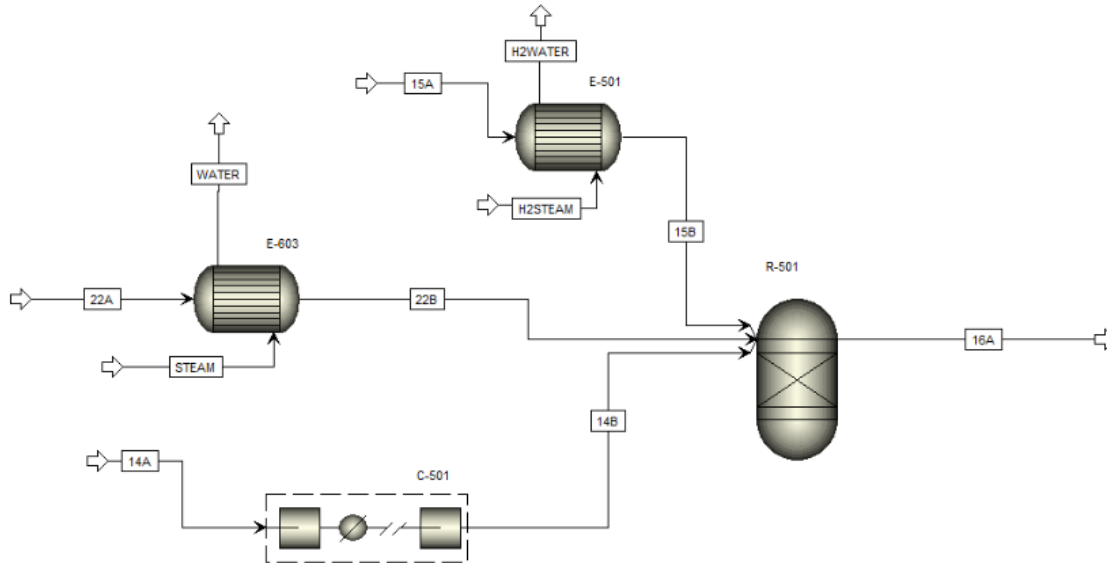 H2WATER
E-501
15A
WATER
H2STEAM
15B
E-603
R-501
22A
22B
16A
STEAM
14B
14A
C-501